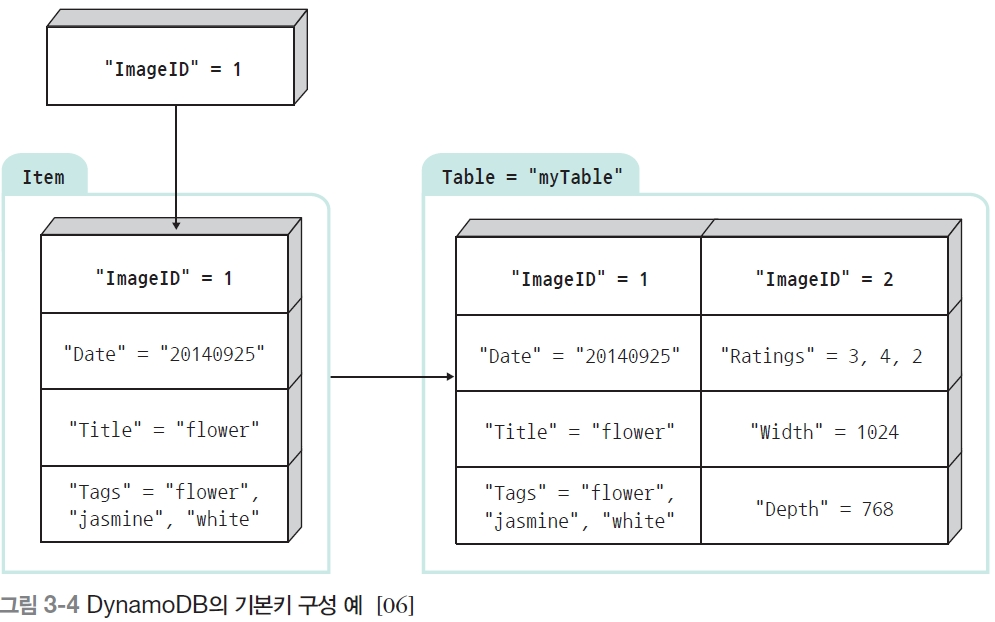 "ImageID" = 1
Item
"ImageID" = 1
"Date" = "20140925"
"Title" = "flower"
"Tags" = "flower",
"jasmine", "white"
Table = "myTable"
"ImageID" = 1
"ImageID" = 2
"Date" = "20140925"
"Ratings" = 3, 4, 2
"Title" = "flower"
"Width" = 1024
"Tags" = "flower",
"jasmine", "white"
"Depth" = 768
그림 3-4 DynamoDB의 기본키 구성 예 [06]